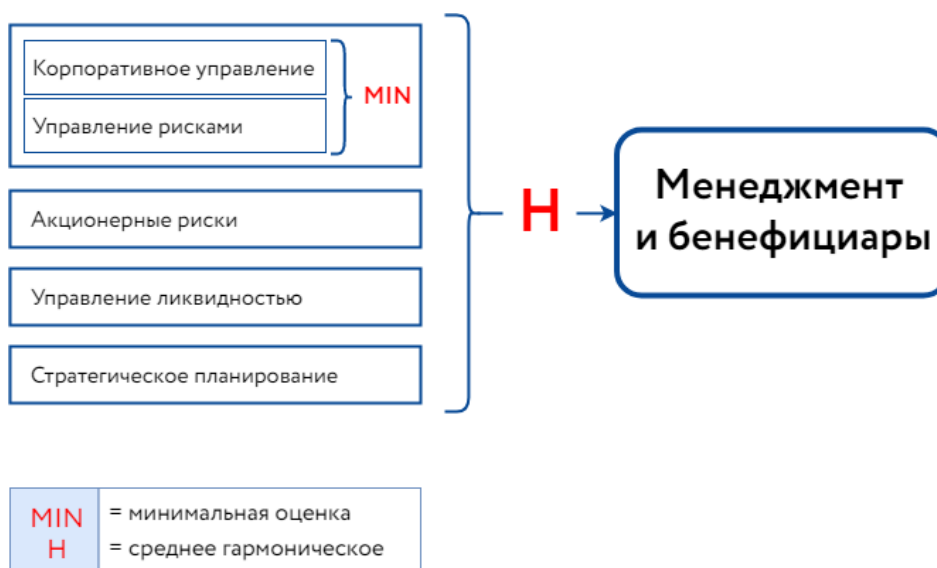 Корпоративное управление
Управление рисками
MIN
Акционерные риски
Управление ликвидностью
Стратегическое планирование
H
Менеджмент
и бенефициары
MIN = минимальная оценка
H = среднее гармоническое